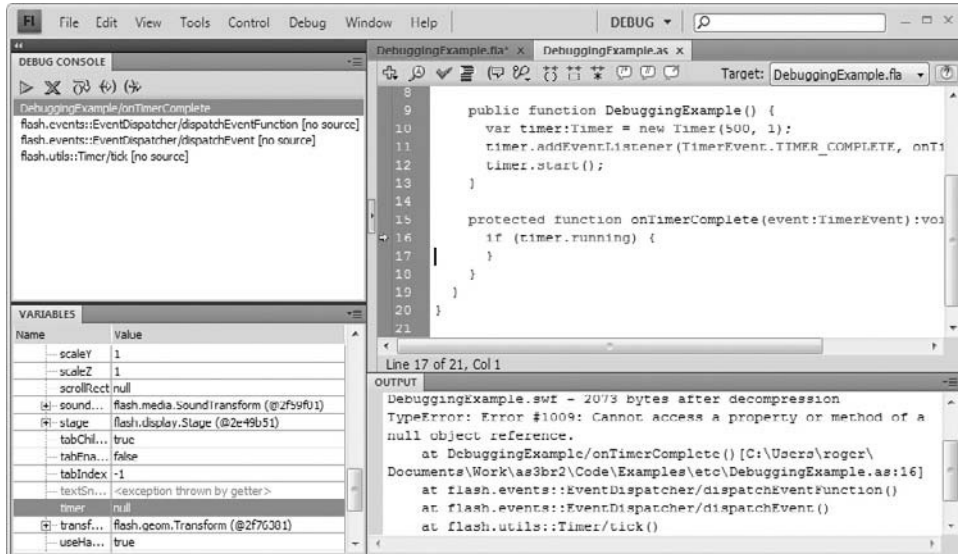 FL File Edit View Tools Control Debug Window Help DEBUG
DEBUG CONSOLE
DebuggingExample/onTimerComplete
flash.events::EventDispatcher/dispatchEventFunction [no source]
flash.events::EventDispatcher/dispatchEvent [no source]
flash.utils::Timer/tick [no source]
VARIABLES
Name Value
scaleY 1
scaleZ 1
scrollRect null
sound... flash.media.SoundTransform (@2f59f01)
stage flash.display.Stage (@2e49b51)
tabChil... true
tabEna... false
tabIndex -1
textSn... <exception thrown by getter>
timer null
transf... flash.geom.Transform (@2f76381)
useHa... true
DebuggingExample.fla* x DebuggingExample.as x
Target: DebuggingExample.fla
8
9 public function DebuggingExample() {
10 var timer:Timer = new Timer(500, 1);
11 timer.addEventListener(TimerEvent.TIMER_COMPLETE, onTi
12 timer.start();
13 }
14
15 protected function onTimerComplete(event:TimerEvent):voi
16 if (timer.running) {
17 }
18 }
19 }
20 }
21
Line 17 of 21, Col 1
OUTPUT
DebuggingExample.swf - 2073 bytes after decompression
TypeError: Error #1009: Cannot access a property or method of a
null object reference.
at DebuggingExample/onTimerComplete()[C:\Users\roger\
Documents\Work\as3br2\Code\Examples\etc\DebuggingExample.as:16]
at flash.events::EventDispatcher/dispatchEventFunction()
at flash.events::EventDispatcher/dispatchEvent()
at flash.utils::Timer/tick()